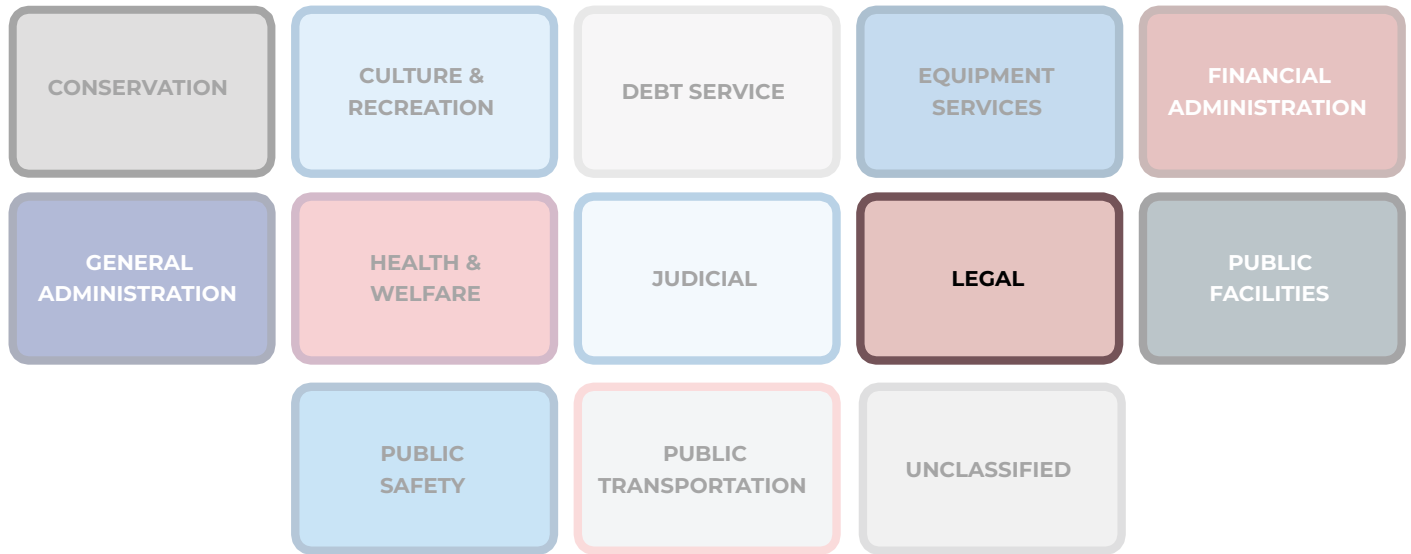 CONSERVATION
CULTURE &
RECREATION
DEBT SERVICE
EQUIPMENT
SERVICES
FINANCIAL
ADMINISTRATION
GENERAL
ADMINISTRATION
HEALTH &
WELFARE
JUDICIAL
LEGAL
PUBLIC
FACILITIES
PUBLIC
SAFETY
PUBLIC
TRANSPORTATION
UNCLASSIFIED